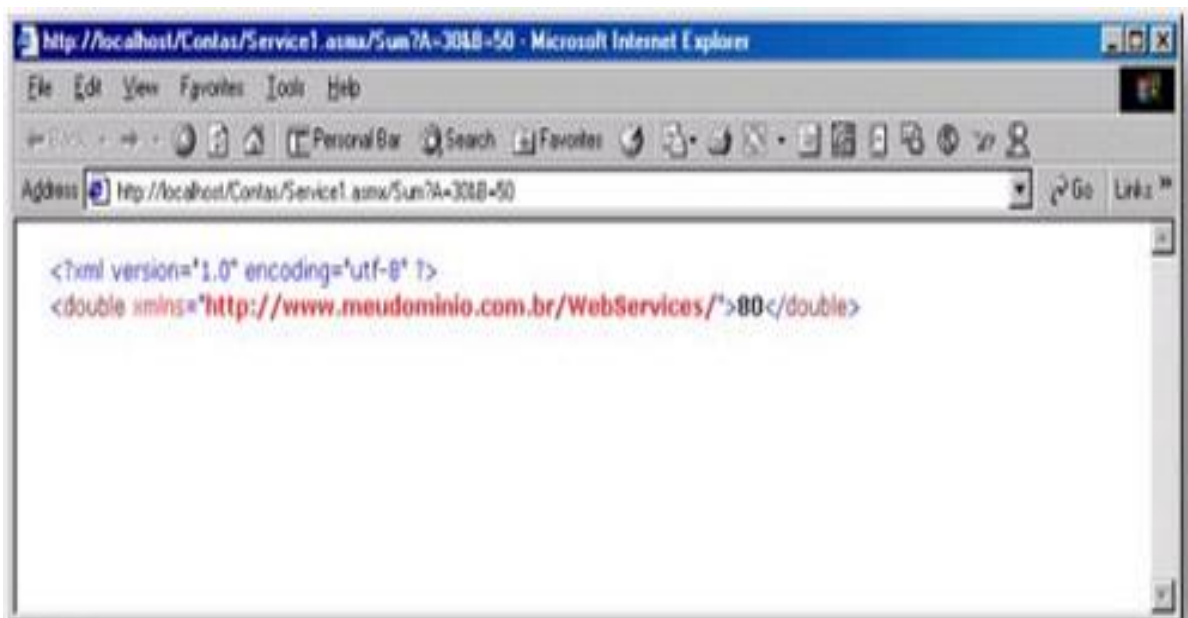 http://localhost/Contas/Service1.asmx/Sum?A=30&B=50 - Microsoft Internet Explorer
File Edit View Favorites Tools Help
Back Personal Bar Search Favorites
Address http://localhost/Contas/Service1.asmx/Sum?A=30&B=50 Go Links »
<?xml version="1.0" encoding="utf-8" ?>
<double xmlns="http://www.meudominio.com.br/WebServices/">80</double>